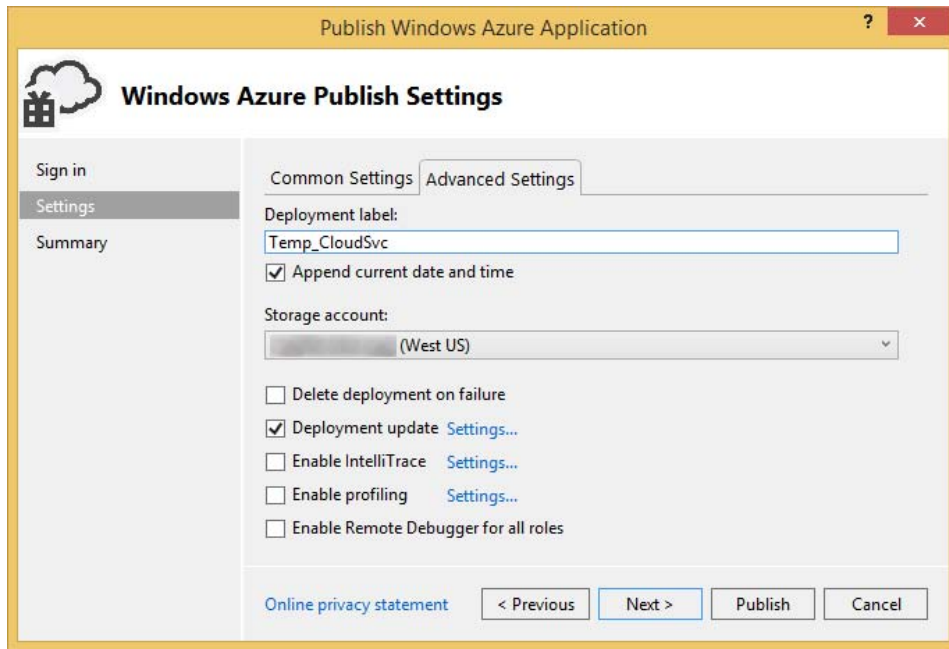 Publish Windows Azure Application
?
Windows Azure Publish Settings
Sign in
Settings
Summary
Common Settings
Advanced Settings
Deployment label:
Temp_CloudSvc
Append current date and time
Storage account:
(West US)
Delete deployment on failure
Deployment update Settings...
Enable IntelliTrace Settings...
Enable profiling Settings...
Enable Remote Debugger for all roles
Online privacy statement
< Previous
Next >
Publish
Cancel